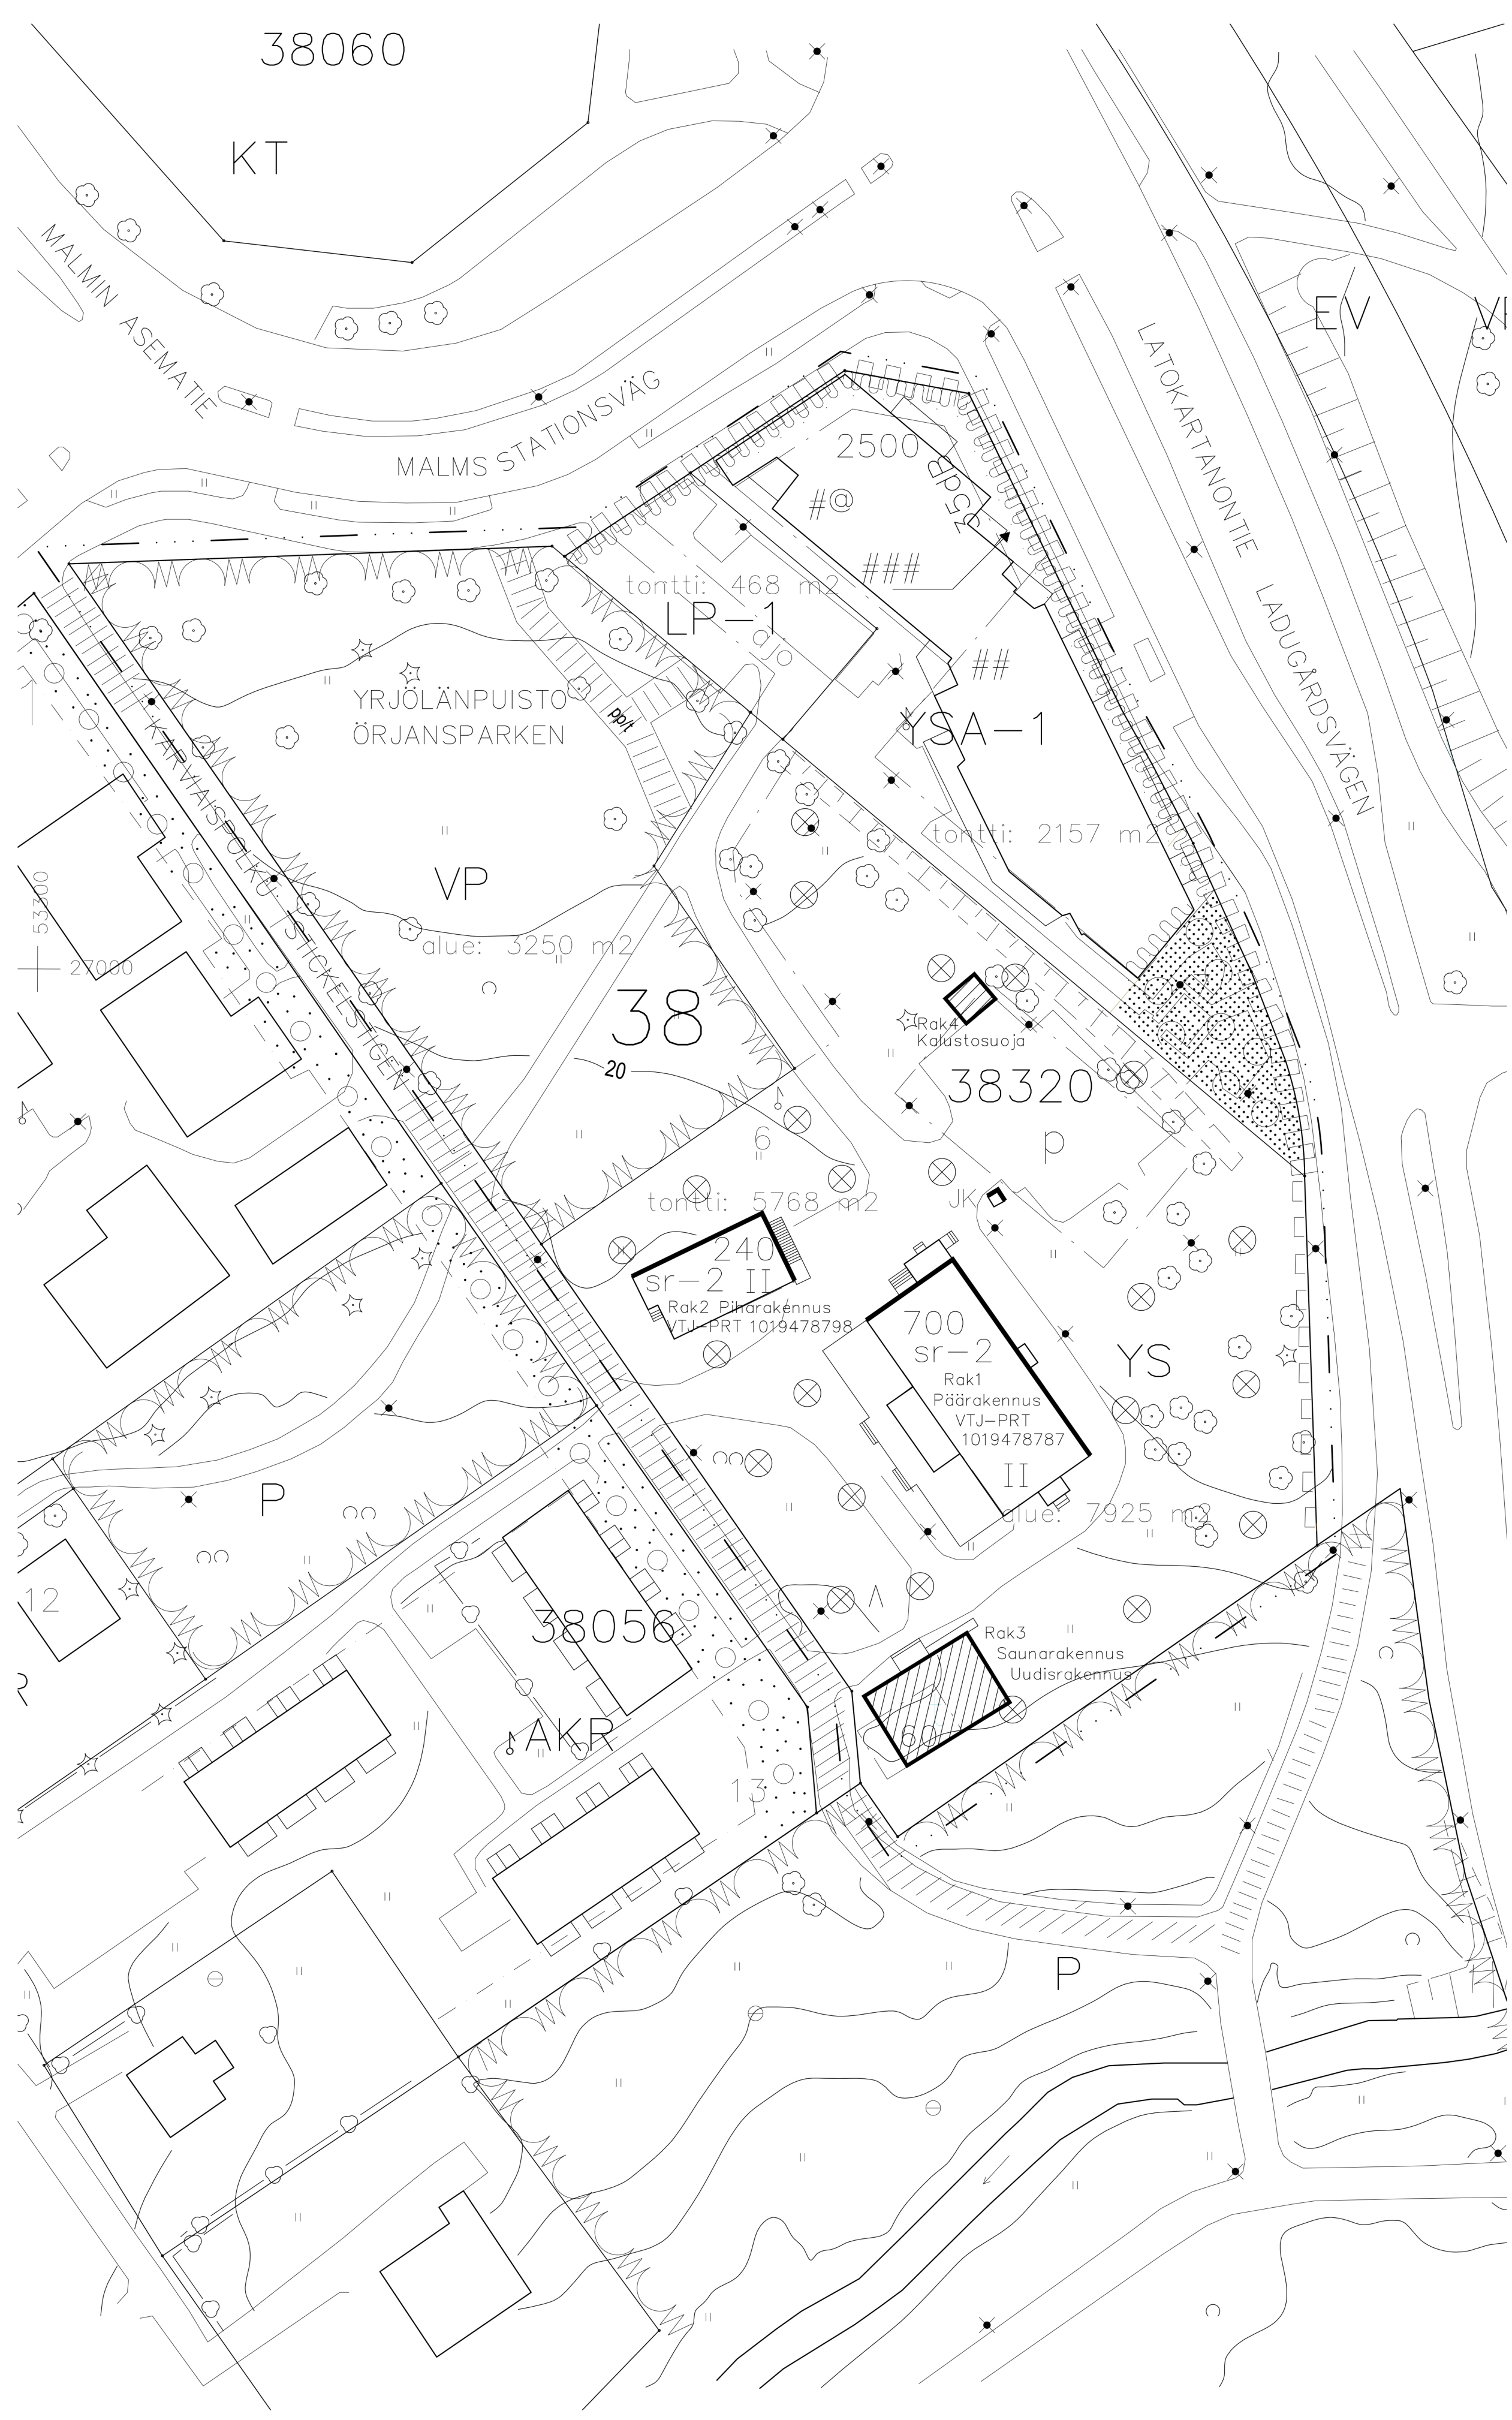 38060
KT
MALMIN ASEMATIE
MALMS STATIONSVÄG
EV
LATOKARTANONTIE
LADUGÅRDSVÄGEN
2500
35dB
#@
###
##
tontti: 468 m2
LP-1
ajo
YSA-1
tontti: 2157 m2
YRJÖLÄNPUISTO
ÖRJANSPARKEN
pp/t
KARVIAISPOLKU
STICKELSTIGEN
VP
alue: 3250 m2
53300
27000
38
20
Rak4
Kalustosuoja
38320
p
6
tontti: 5768 m2
JK
240
sr-2 II
Rak2 Piharakennus
VTJ-PRT 1019478798
700
sr-2
Rak1
Päärakennus
VTJ-PRT
1019478787
II
YS
alue: 7925 m2
P
12
38056
AKR
13
Rak3
Saunarakennus
Uudisrakennus
60
P